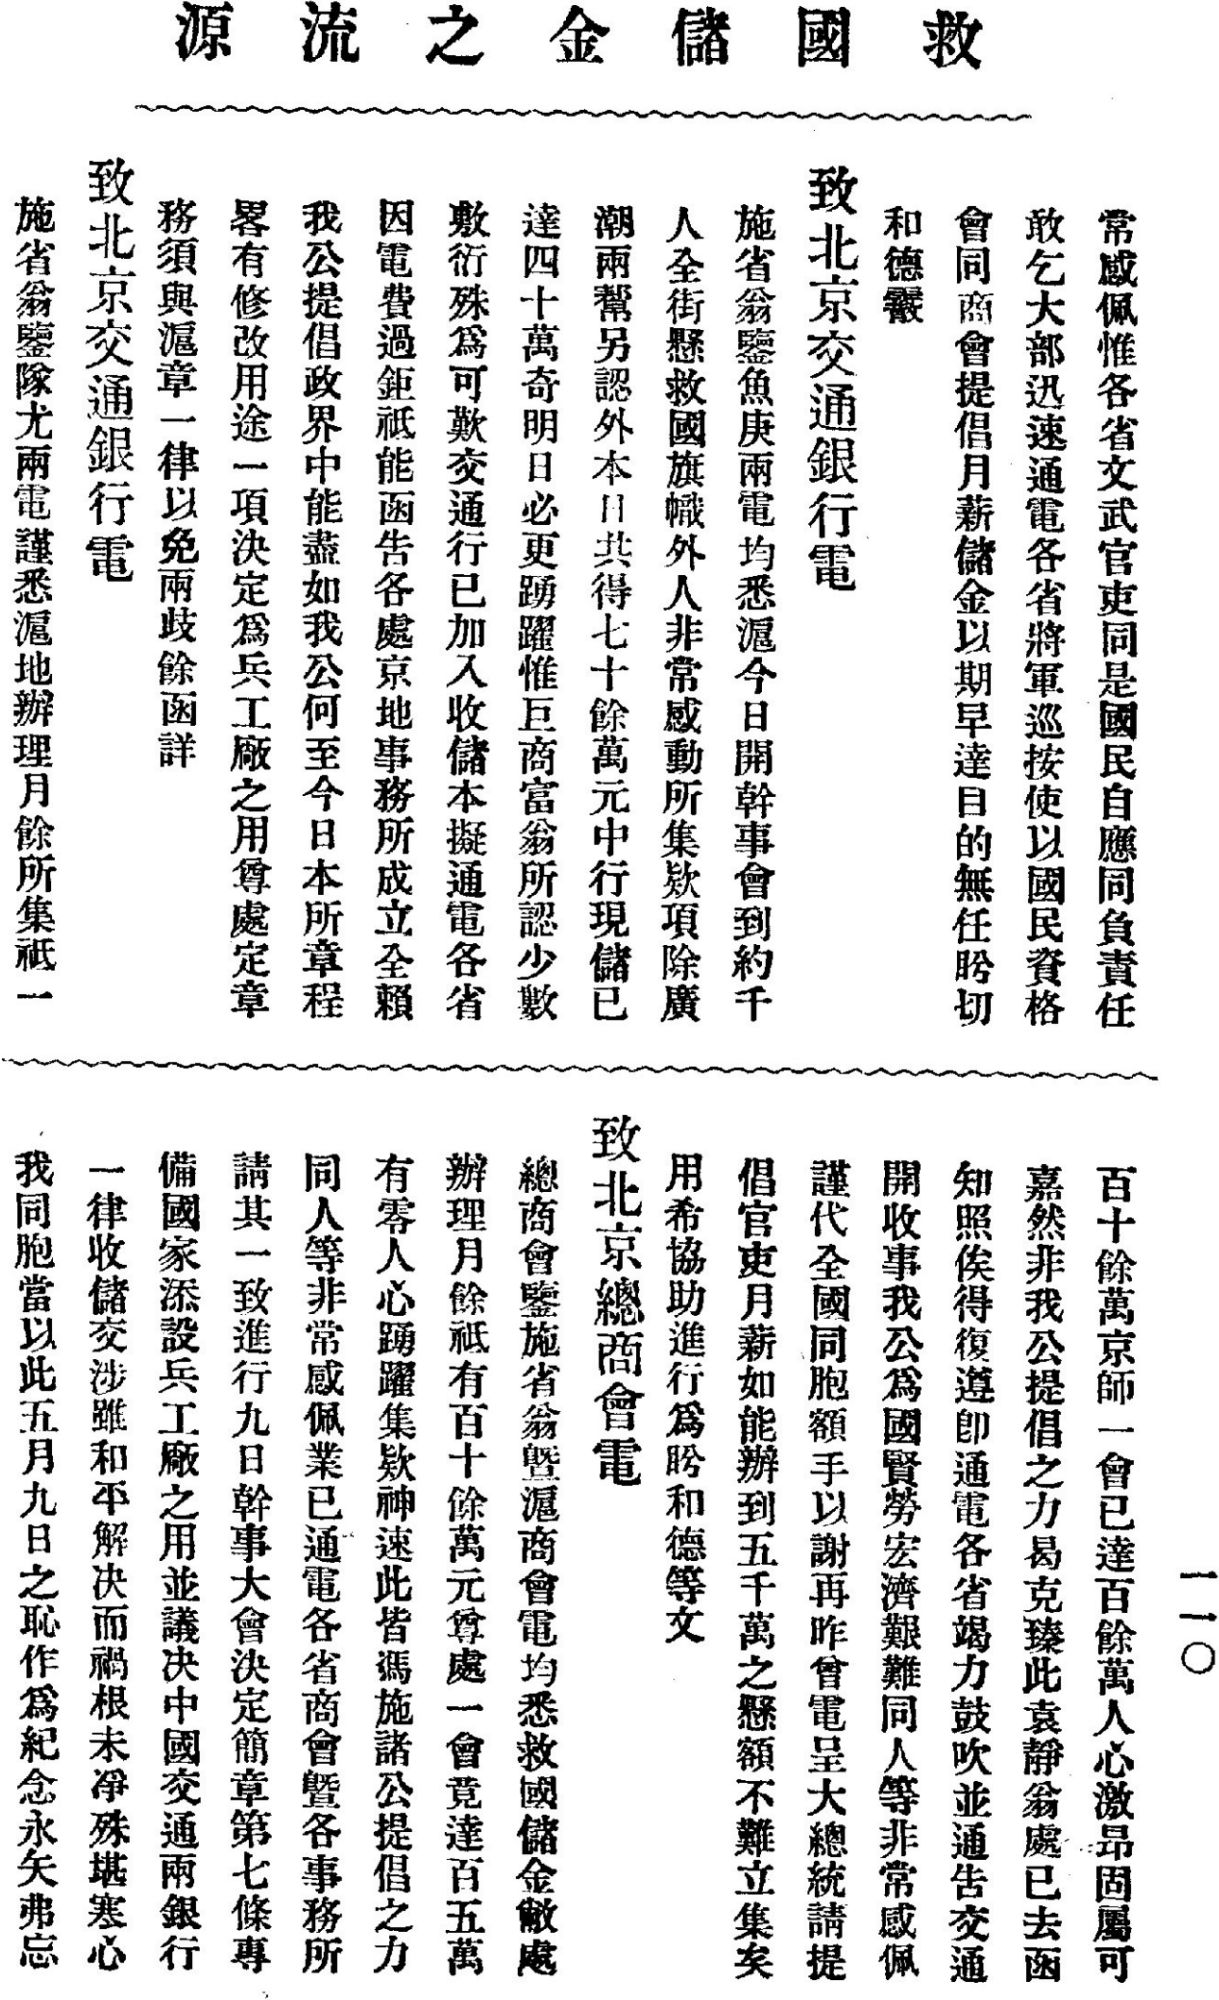 救國儲金之流源
常感佩惟各省文武官吏同是國民自應同負責任
敢乞大部迅速通電各省將軍巡按使以國民資格
會同商會提倡月薪儲金以期早達目的無任盻切
和德叩
致北京交通銀行電
施省翁鑒魚庚兩電均悉滬今日開幹事會到約千
人全街懸救國旗幟外人非常感動所集欵項除廣
潮兩幫另認外本日共得七十餘萬元中行現儲已
達四十萬奇明日必更踴躍惟巨商富翁所認少數
敷衍殊爲可歎交通行已加入收儲本擬通電各省
因電費過鉅祇能函告各處京地事務所成立全賴
我公提倡政界中能盡如我公何至今日本所章程
畧有修改用途一項決定爲兵工廠之用尊處定章
務須與滬章一律以免兩歧餘函詳
致北京交通銀行電
施省翁鑒隊尤兩電謹悉滬地辦理月餘所集祇一
百十餘萬京師一會已達百餘萬人心激昂固屬可
嘉然非我公提倡之力曷克臻此袁靜翁處已去函
知照俟得復遵卽通電各省竭力鼓吹並通告交通
開收事我公爲國賢勞宏濟艱難同人等非常感佩
謹代全國同胞額手以謝再昨曾電呈大總統請提
倡官吏月薪如能辦到五千萬之懸額不難立集矣
用希協助進行爲盻和德等文
致北京總商會電
總商會鑒施省翁曁滬商會電均悉救國儲金敝處
辦理月餘祇有百十餘萬元尊處一會竟達百五萬
有零人心踴躍集欵神速此皆馮施諸公提倡之力
同人等非常感佩業已通電各省商會曁各事務所
請其一致進行九日幹事大會決定簡章第七條專
備國家添設兵工廠之用並議決中國交通兩銀行
一律收儲交涉雖和平解決而禍根未凈殊堪寒心
我同胞當以此五月九日之恥作爲紀念永矢弗忘
一一〇